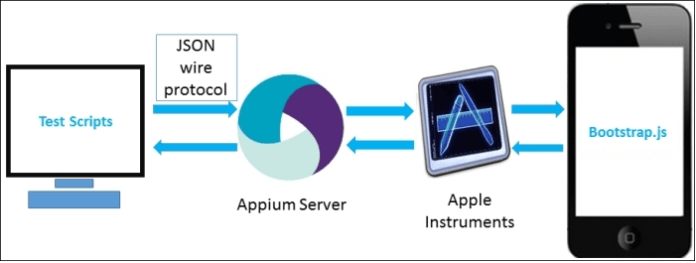 JSON
wire
protocol
Test Scripts
Appium Server
Apple
Instruments
Bootstrap.js